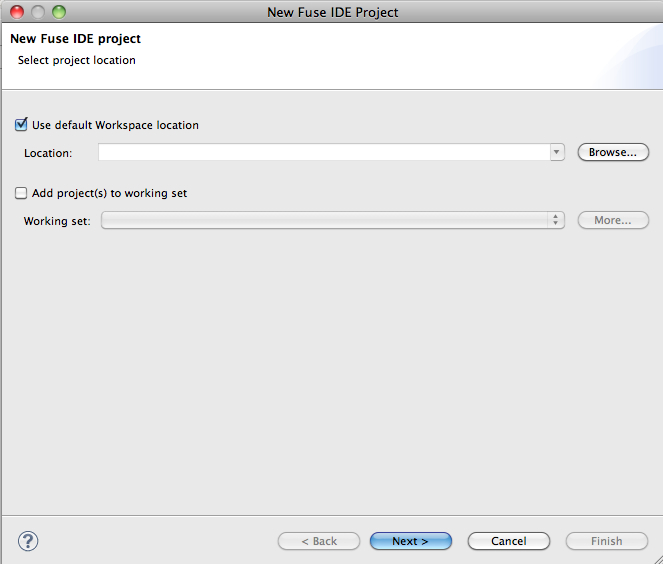 New Fuse IDE Project
New Fuse IDE project
Select project location
Use default Workspace location
Location:
Browse...
Add project(s) to working set
Working set:
More...
?
< Back
Next >
Cancel
Finish